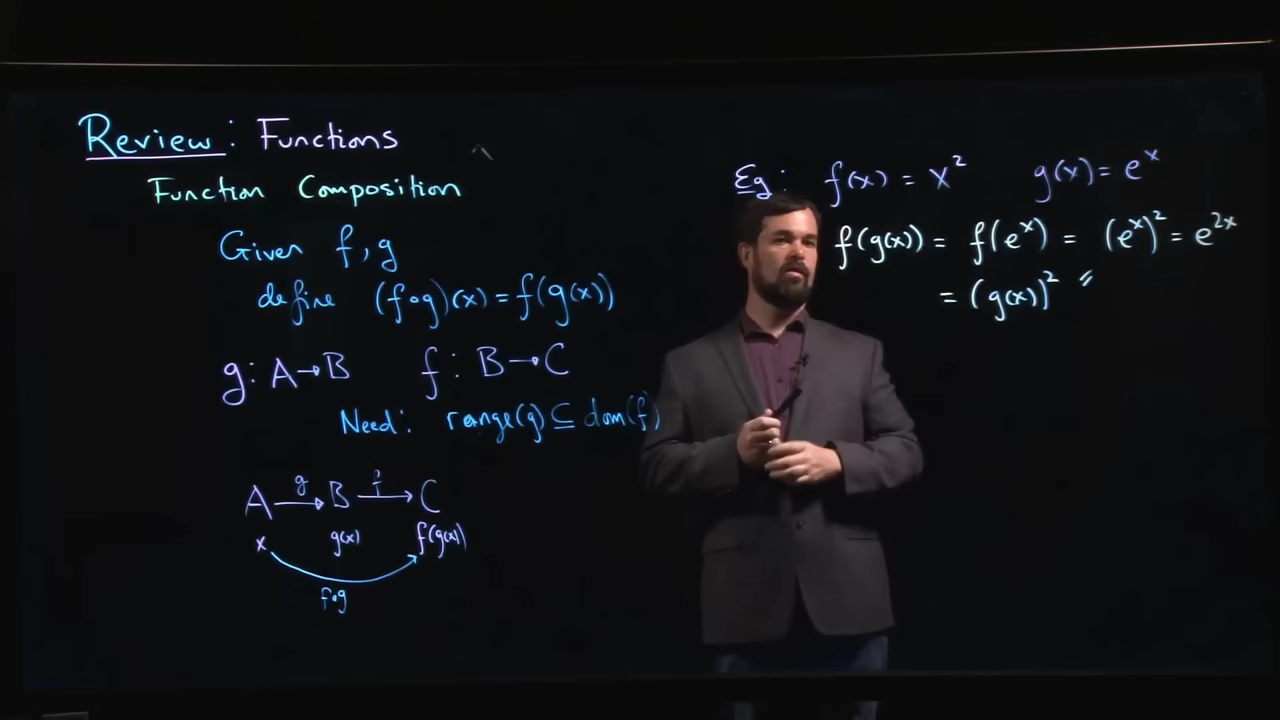 Review: Functions
Function Composition
Given f, g
define (f∘g)(x) = f(g(x))
g: A→B f: B→C
Need: range(g) ⊆ dom(f)
A →g B →f C
x g(x) f(g(x))
f∘g
Eg: f(x) = x² g(x) = eˣ
f(g(x)) = f(eˣ) = (eˣ)² = e²ˣ
= (g(x))² =